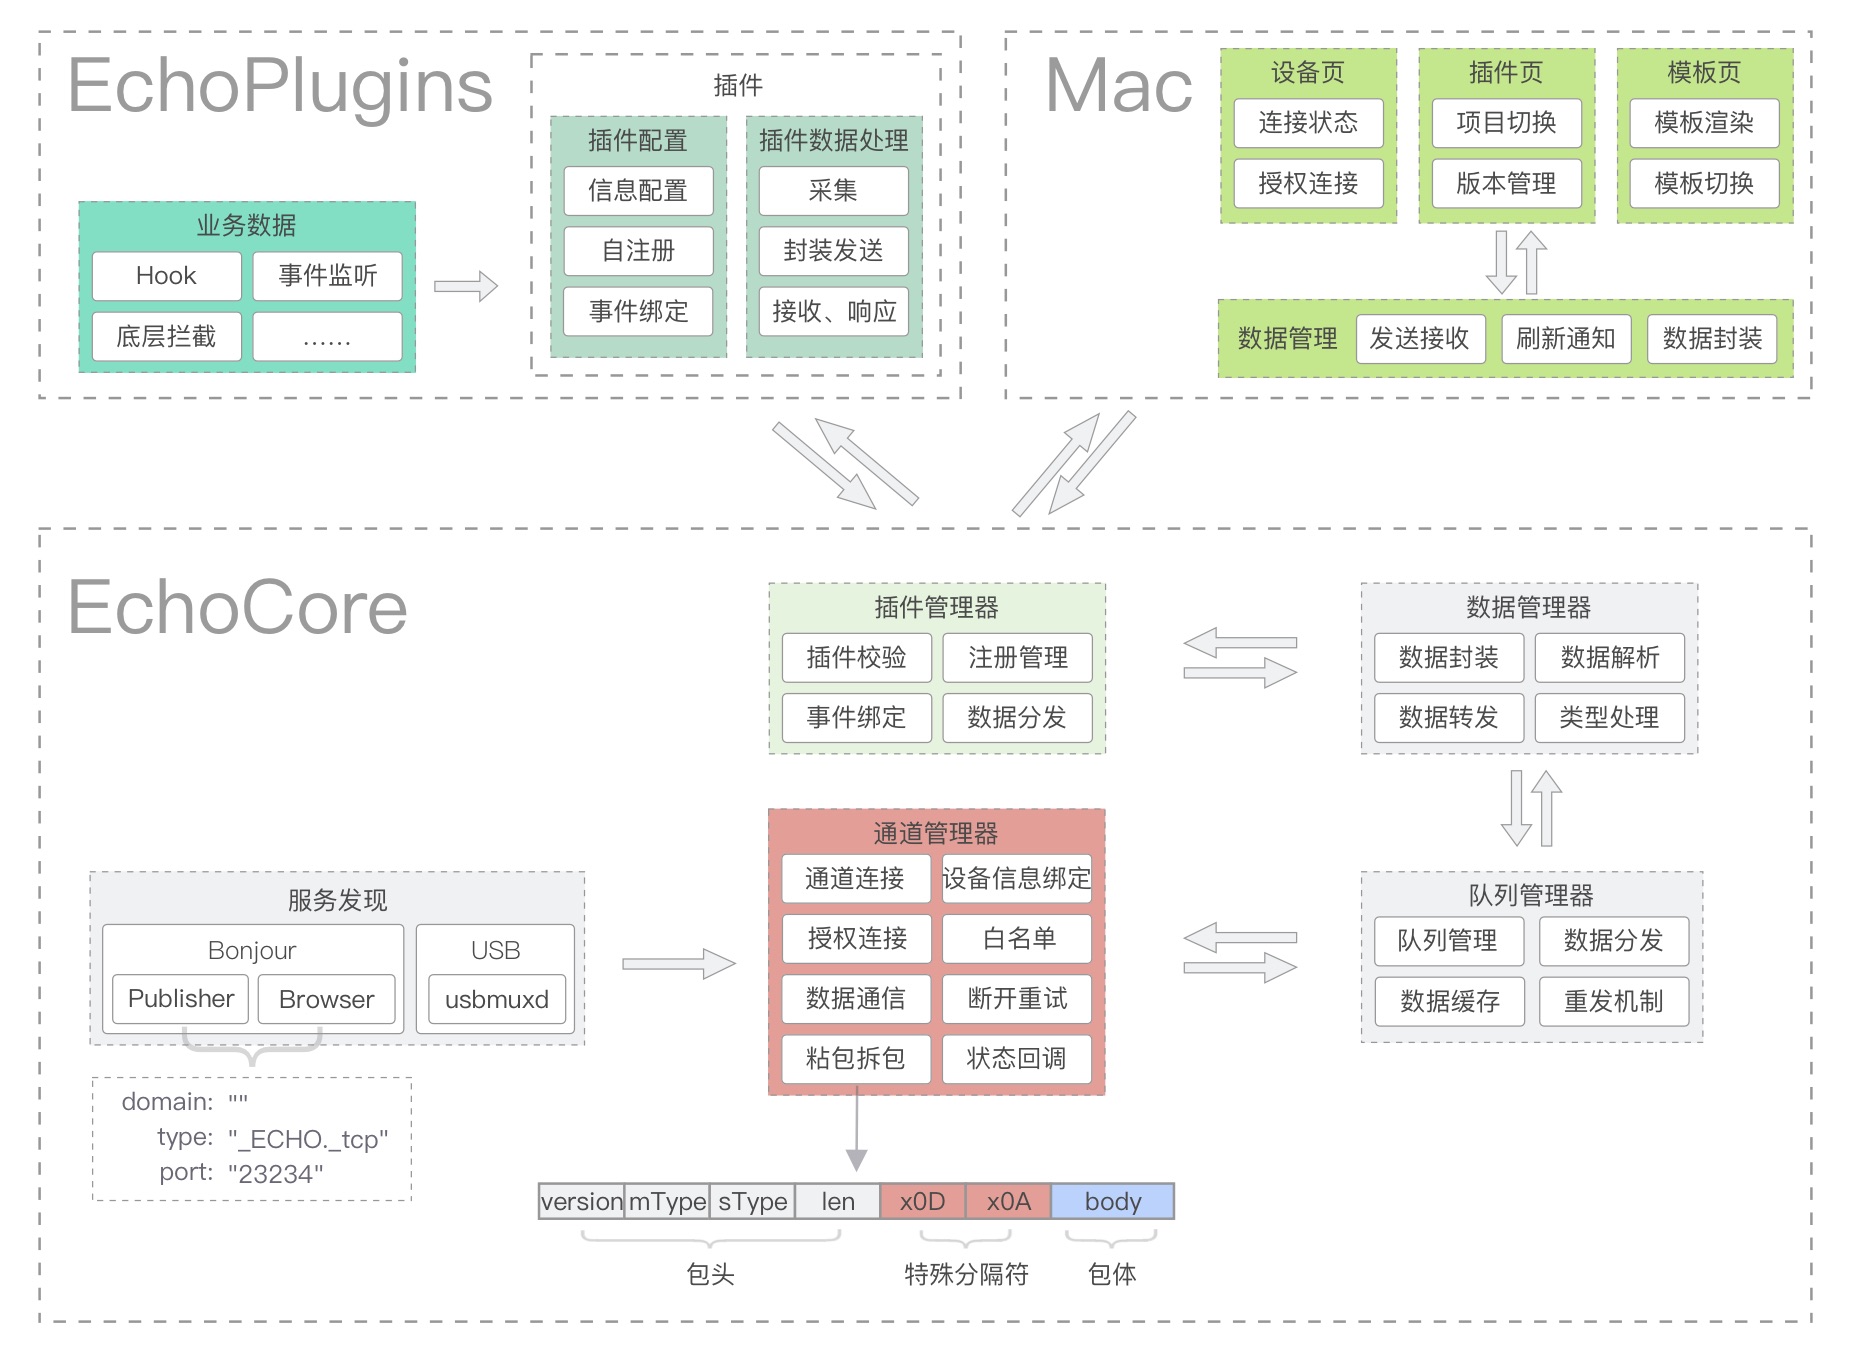 EchoPlugins
业务数据
Hook
事件监听
底层拦截
……
插件
插件配置
信息配置
自注册
事件绑定
插件数据处理
采集
封装发送
接收、响应
Mac
设备页
连接状态
授权连接
插件页
项目切换
版本管理
模板页
模板渲染
模板切换
数据管理
发送接收
刷新通知
数据封装
EchoCore
插件管理器
插件校验
注册管理
事件绑定
数据分发
数据管理器
数据封装
数据解析
数据转发
类型处理
服务发现
Bonjour
Publisher
Browser
USB
usbmuxd
domain: ""
type: "_ECHO._tcp"
port: "23234"
通道管理器
通道连接
设备信息绑定
授权连接
白名单
数据通信
断开重试
粘包拆包
状态回调
队列管理器
队列管理
数据分发
数据缓存
重发机制
version mType sType len x0D x0A body
包头
特殊分隔符
包体